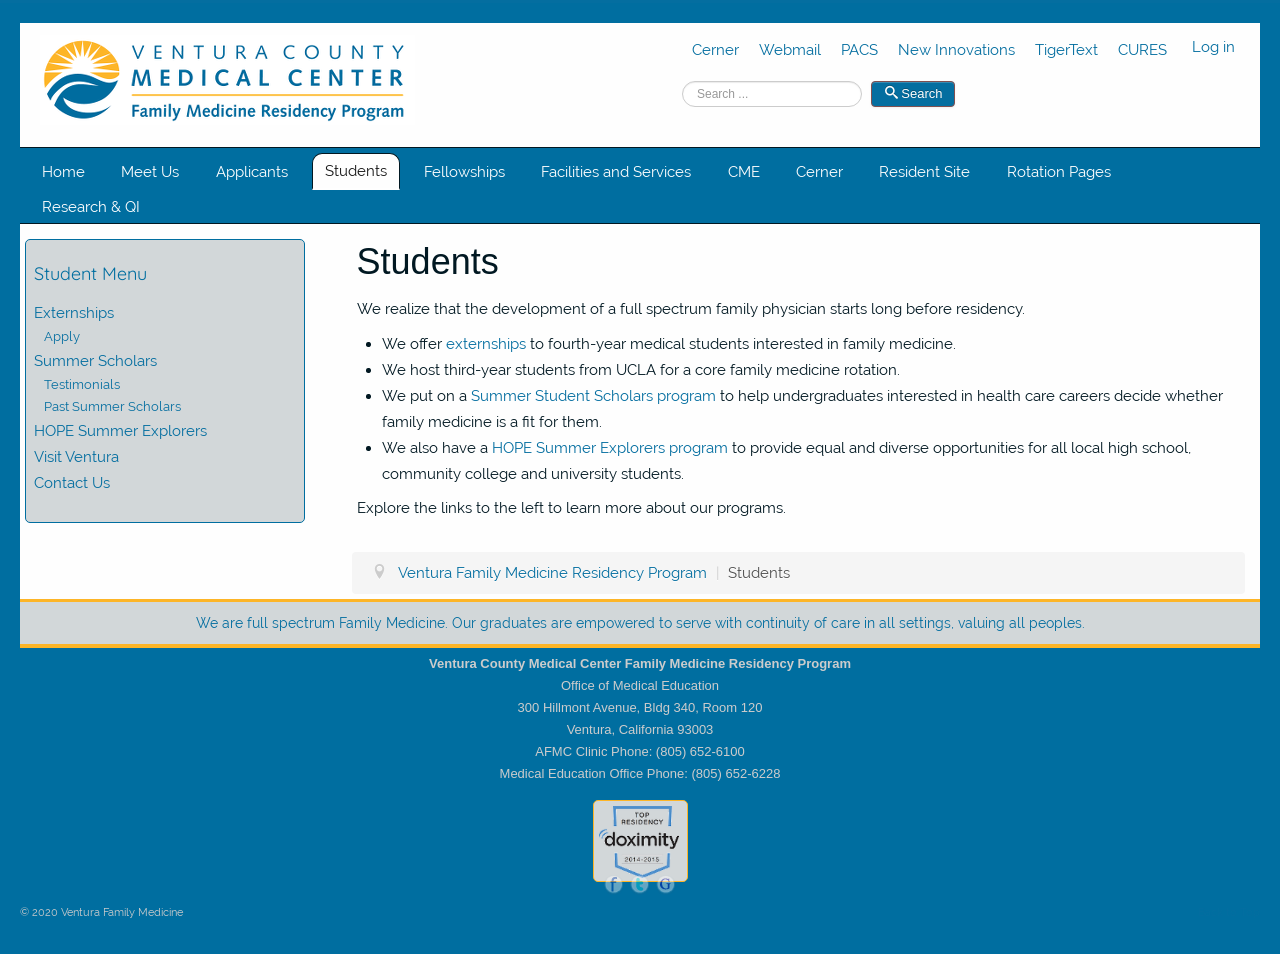 VENTURA COUNTY
MEDICAL CENTER
Family Medicine Residency Program
Cerner Webmail PACS New Innovations TigerText CURES Log in
Search ... Search
Home Meet Us Applicants Students Fellowships Facilities and Services CME Cerner Resident Site Rotation Pages
Research & QI
Student Menu
Externships
Apply
Summer Scholars
Testimonials
Past Summer Scholars
HOPE Summer Explorers
Visit Ventura
Contact Us
Students
We realize that the development of a full spectrum family physician starts long before residency.
We offer externships to fourth-year medical students interested in family medicine.
We host third-year students from UCLA for a core family medicine rotation.
We put on a Summer Student Scholars program to help undergraduates interested in health care careers decide whether
family medicine is a fit for them.
We also have a HOPE Summer Explorers program to provide equal and diverse opportunities for all local high school,
community college and university students.
Explore the links to the left to learn more about our programs.
Ventura Family Medicine Residency Program | Students
We are full spectrum Family Medicine. Our graduates are empowered to serve with continuity of care in all settings, valuing all peoples.
Ventura County Medical Center Family Medicine Residency Program
Office of Medical Education
300 Hillmont Avenue, Bldg 340, Room 120
Ventura, California 93003
AFMC Clinic Phone: (805) 652-6100
Medical Education Office Phone: (805) 652-6228
TOP
RESIDENCY
doximity
2014-2015
f t G
© 2020 Ventura Family Medicine